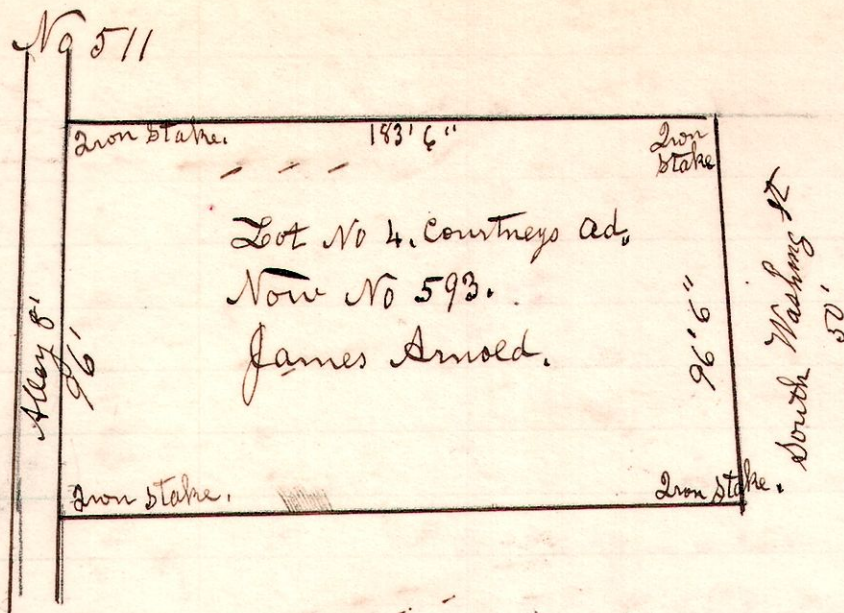 No 511
Iron stake.
183' 6"
Iron
stake
Lot No 4. Courtneys ad.
Now No 593.
James Arnold.
Alley 8'
96'
96' 6"
South Washing St
50'
Iron stake.
Iron stake.